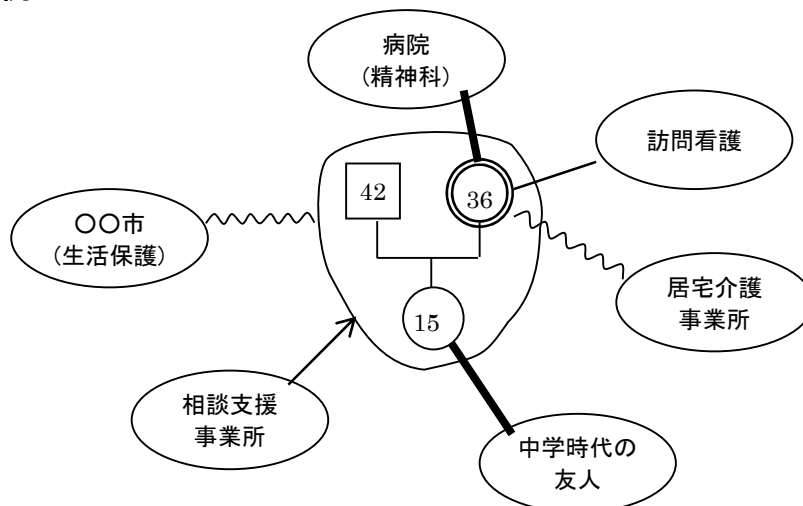 病院
(精神科)
訪問看護
42
36
〇〇市
(生活保護)
居宅介護
事業所
15
相談支援
事業所
中学時代の
友人